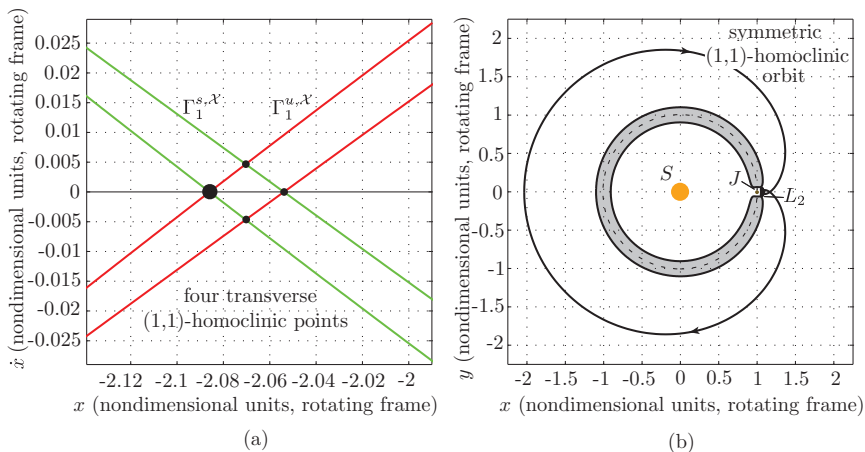 ẋ (nondimensional units, rotating frame)
0.025
0.02
0.015
0.01
0.005
0
-0.005
-0.01
-0.015
-0.02
-0.025
Γ₁^{s,𝒳}
Γ₁^{u,𝒳}
four transverse
(1,1)-homoclinic points
-2.12 -2.1 -2.08 -2.06 -2.04 -2.02 -2
x (nondimensional units, rotating frame)
(a)
y (nondimensional units, rotating frame)
2
1.5
1
0.5
0
-0.5
-1
-1.5
-2
symmetric
(1,1)-homoclinic
orbit
S
J
L₂
-2 -1.5 -1 -0.5 0 0.5 1 1.5 2
x (nondimensional units, rotating frame)
(b)